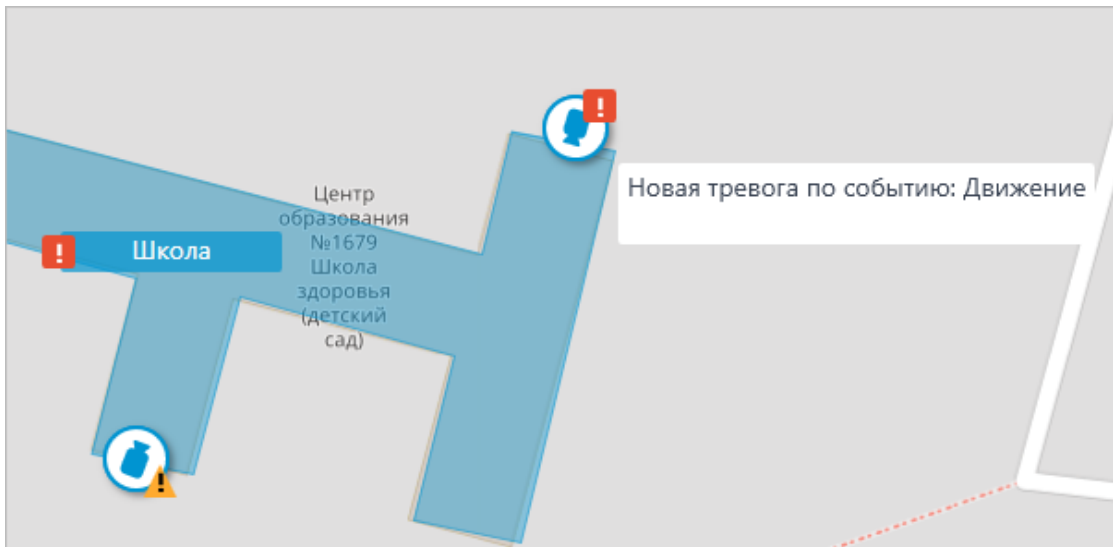 Центр
образования
№1679
Школа
здоровья
(детский
сад)
Школа
Новая тревога по событию: Движение